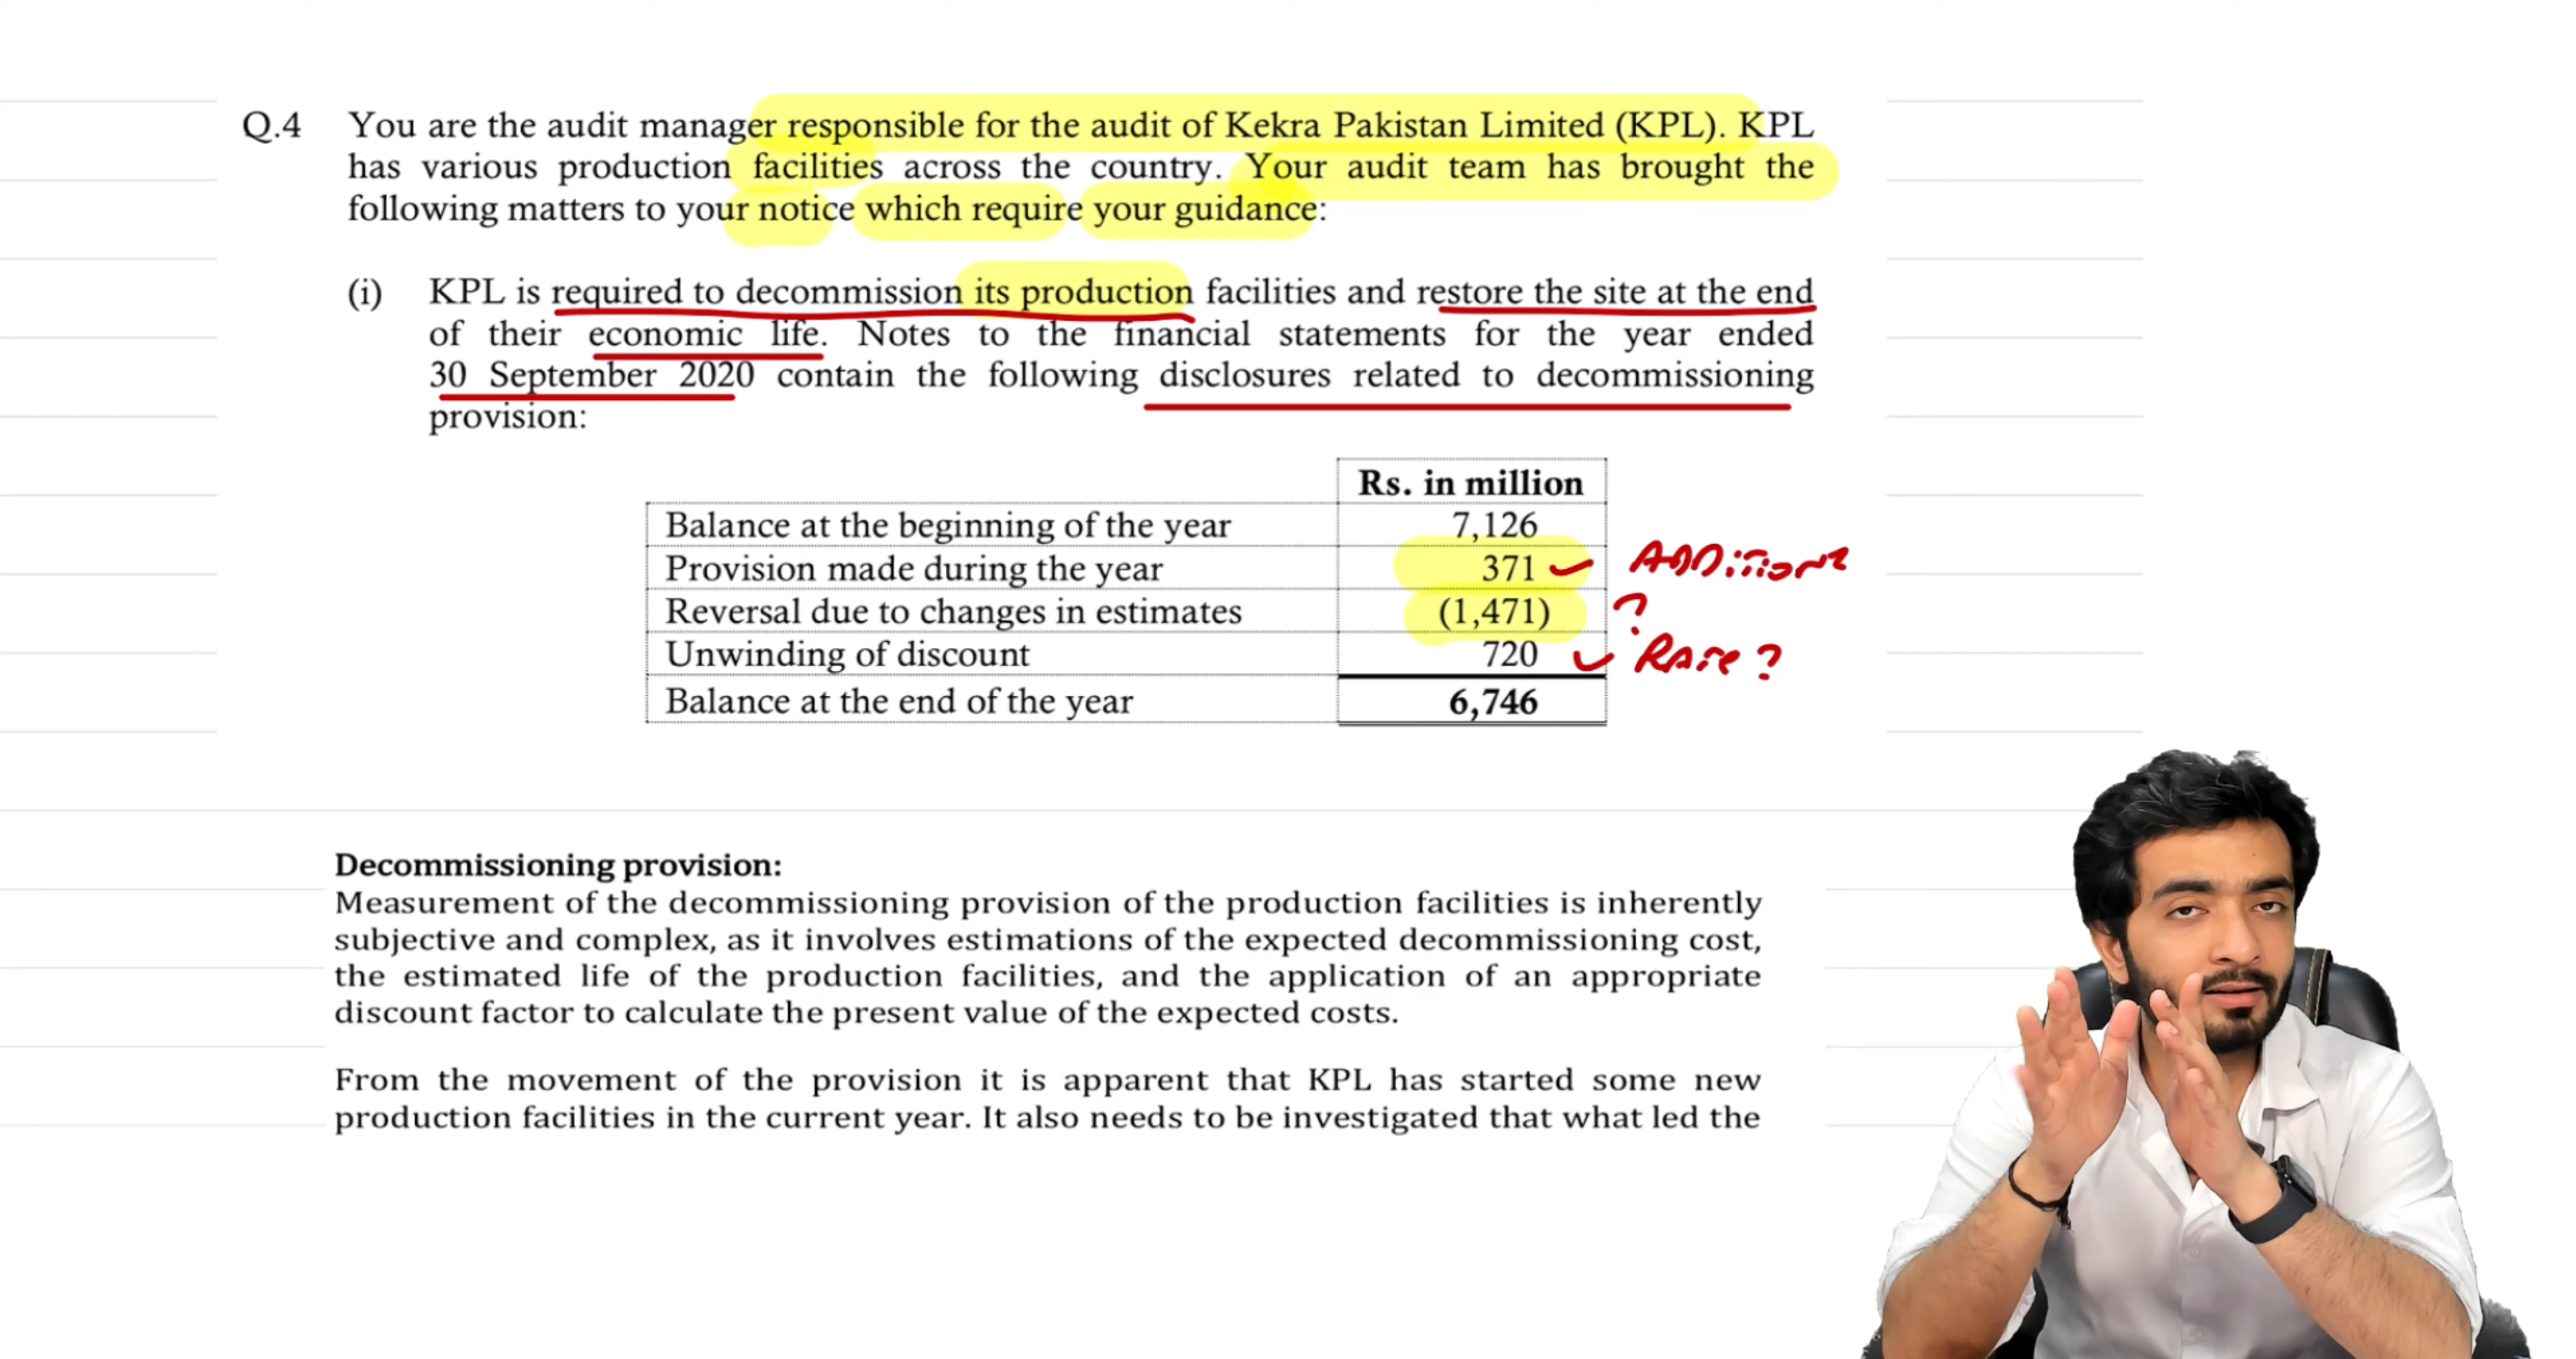 Q.4 You are the audit manager responsible for the audit of Kekra Pakistan Limited (KPL). KPL
has various production facilities across the country. Your audit team has brought the
following matters to your notice which require your guidance:
(i) KPL is required to decommission its production facilities and restore the site at the end
of their economic life. Notes to the financial statements for the year ended
30 September 2020 contain the following disclosures related to decommissioning
provision:
Rs. in million
Balance at the beginning of the year 7,126
Provision made during the year 371 Additions
Reversal due to changes in estimates (1,471) ?
Unwinding of discount 720 Rate?
Balance at the end of the year 6,746
Decommissioning provision:
Measurement of the decommissioning provision of the production facilities is inherently
subjective and complex, as it involves estimations of the expected decommissioning cost,
the estimated life of the production facilities, and the application of an appropriate
discount factor to calculate the present value of the expected costs.
From the movement of the provision it is apparent that KPL has started some new
production facilities in the current year. It also needs to be investigated that what led the